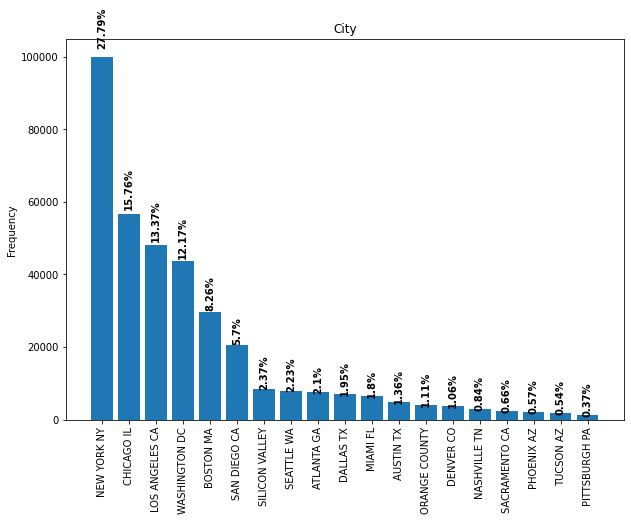 City
Frequency
100000
80000
60000
40000
20000
0
27.79%
15.76%
13.37%
12.17%
8.26%
5.7%
2.37%
2.23%
2.1%
1.95%
1.8%
1.36%
1.11%
1.06%
0.84%
0.66%
0.57%
0.54%
0.37%
NEW YORK NY
CHICAGO IL
LOS ANGELES CA
WASHINGTON DC
BOSTON MA
SAN DIEGO CA
SILICON VALLEY
SEATTLE WA
ATLANTA GA
DALLAS TX
MIAMI FL
AUSTIN TX
ORANGE COUNTY
DENVER CO
NASHVILLE TN
SACRAMENTO CA
PHOENIX AZ
TUCSON AZ
PITTSBURGH PA